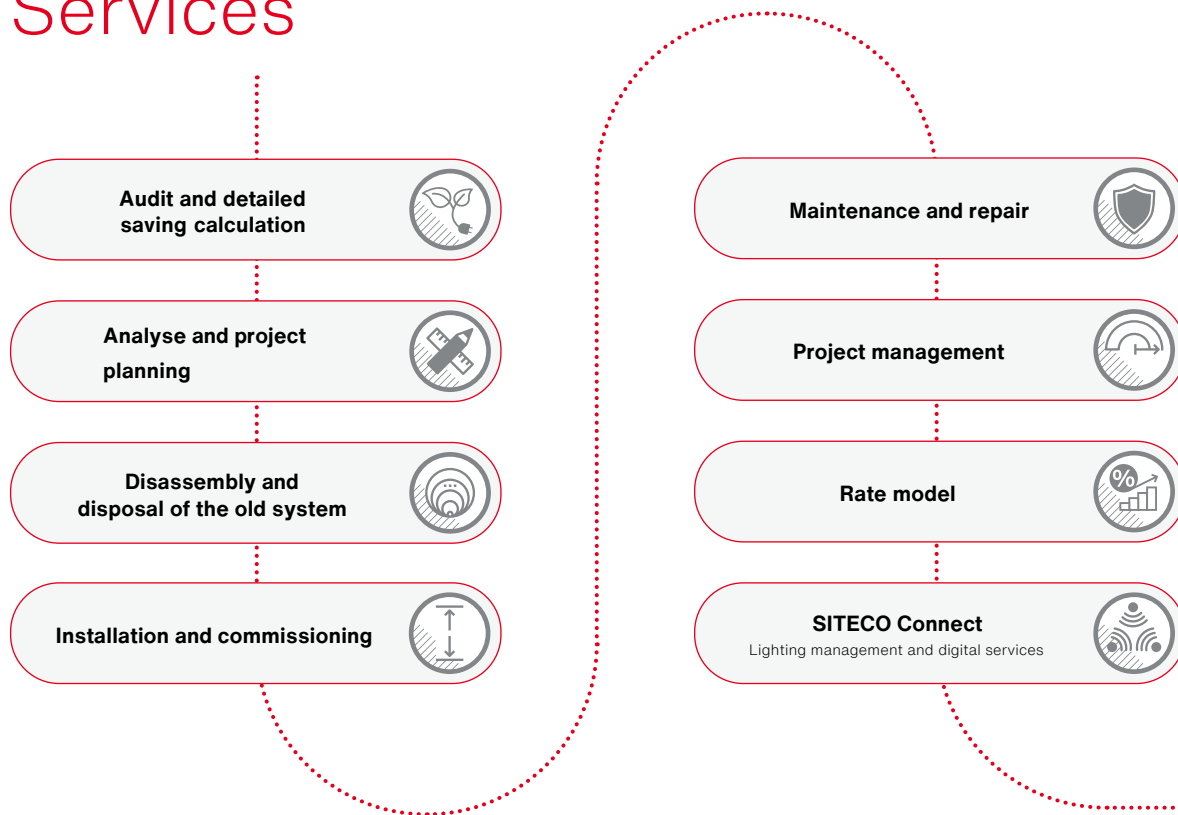 Services
Audit and detailed
saving calculation
Analyse and project
planning
Disassembly and
disposal of the old system
Installation and commissioning
Maintenance and repair
Project management
Rate model
%
SITECO Connect
Lighting management and digital services